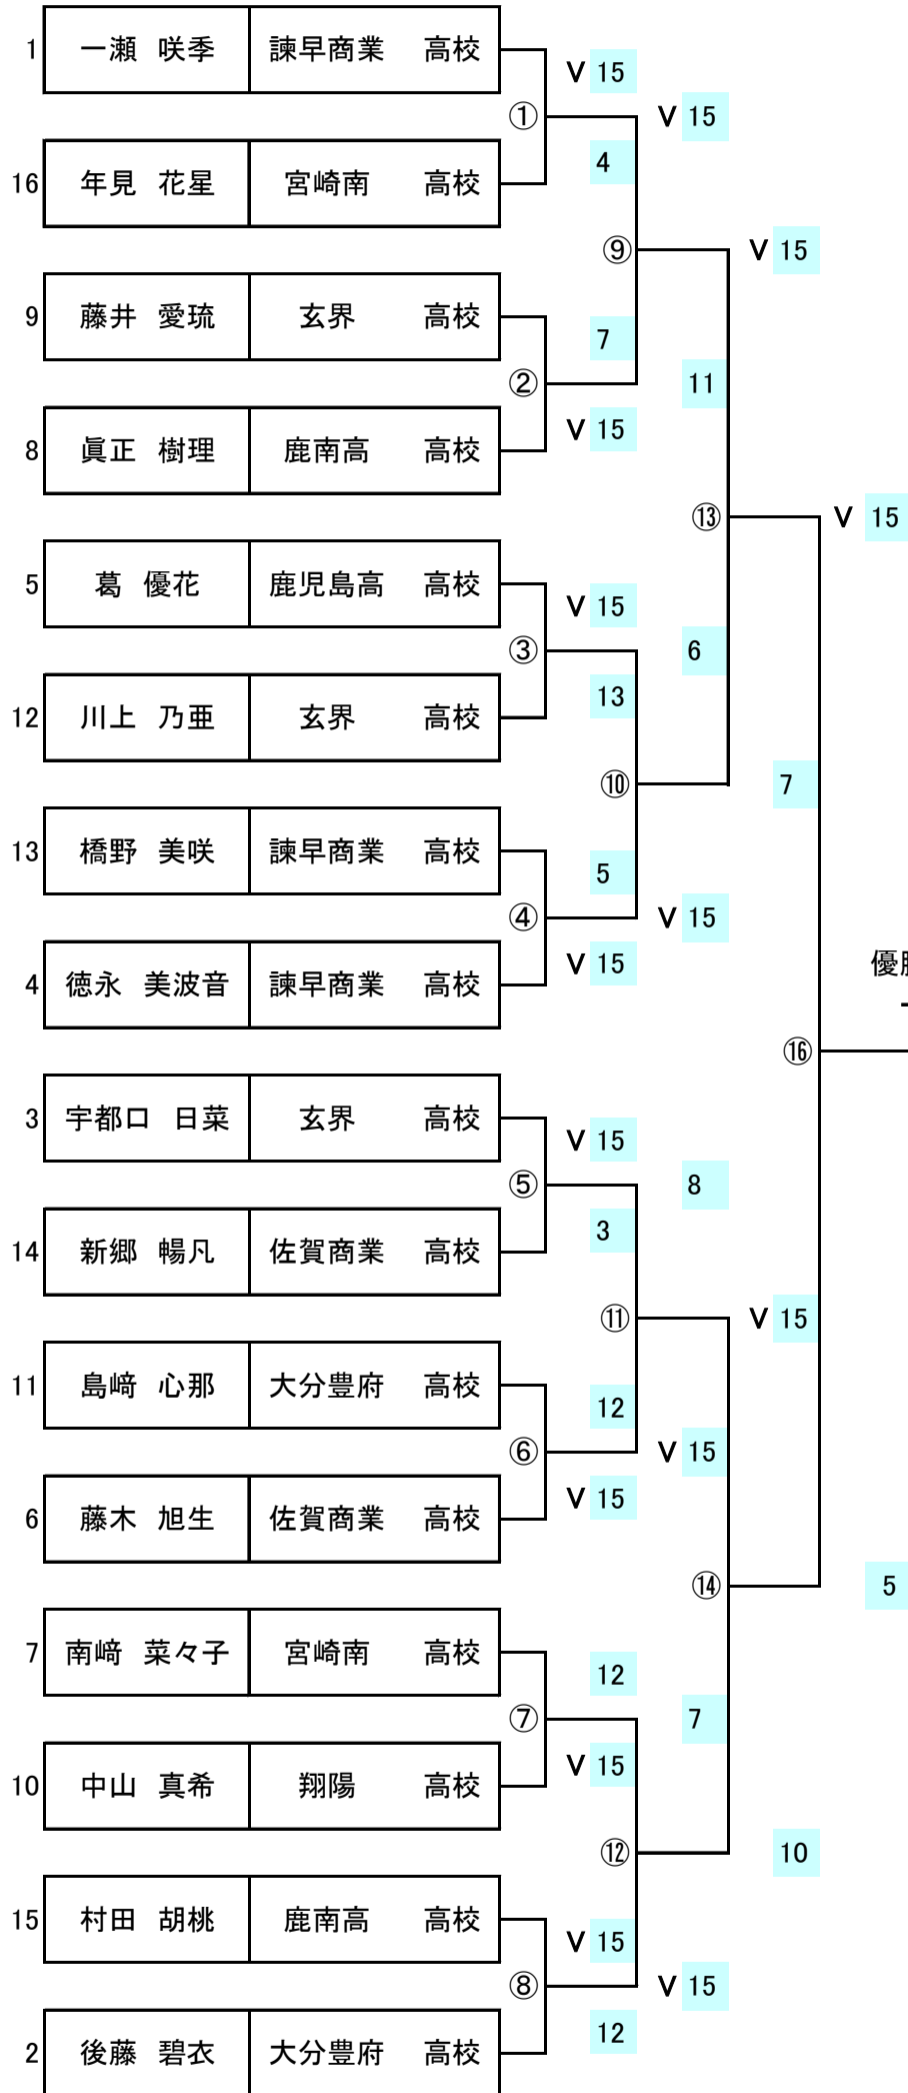 1 一瀬 咲季 諫早商業 高校
V 15
① V 15
4
16 年見 花星 宮崎南 高校
⑨ V 15
9 藤井 愛琉 玄界 高校
7
② 11
V 15
8 眞正 樹理 鹿南高 高校
⑬ V 15
5 葛 優花 鹿児島高 高校
V 15
③ 6
13
12 川上 乃亜 玄界 高校
⑩ 7
13 橋野 美咲 諫早商業 高校
5
④ V 15
V 15
4 徳永 美波音 諫早商業 高校
優勝
⑯
3 宇都口 日菜 玄界 高校
V 15
⑤ 8
3
14 新郷 暢凡 佐賀商業 高校
⑪ V 15
11 島﨑 心那 大分豊府 高校
12
⑥ V 15
V 15
6 藤木 旭生 佐賀商業 高校
⑭ 5
7 南﨑 菜々子 宮崎南 高校
12
⑦ 7
V 15
10 中山 真希 翔陽 高校
⑫ 10
15 村田 胡桃 鹿南高 高校
V 15
⑧ V 15
12
2 後藤 碧衣 大分豊府 高校